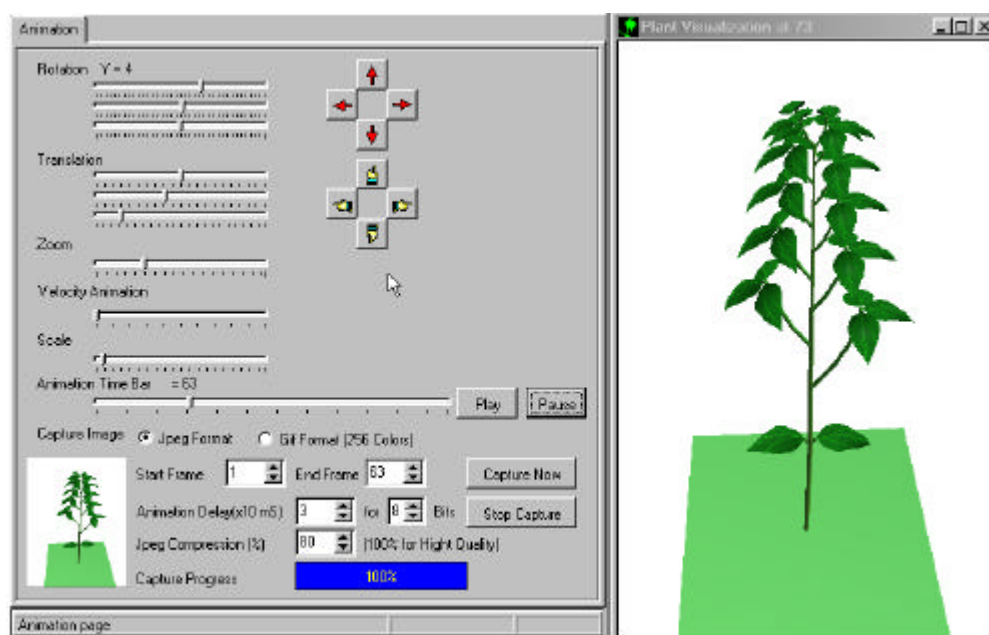 Animation
Plant Visualization at 73
Rotation Y = 4
Translation
Zoom
Velocity Animation
Scale
Animation Time Bar = 63
Play
Pause
Capture Image
Jpeg Format
Gif Format (256 Colors)
Start Frame 1
End Frame 63
Capture Now
Animation Delay(x10 mS) 3 for 8 Bits
Stop Capture
Jpeg Compression (%) 80 (100% for Hight Quality)
Capture Progress 100%
Animation page